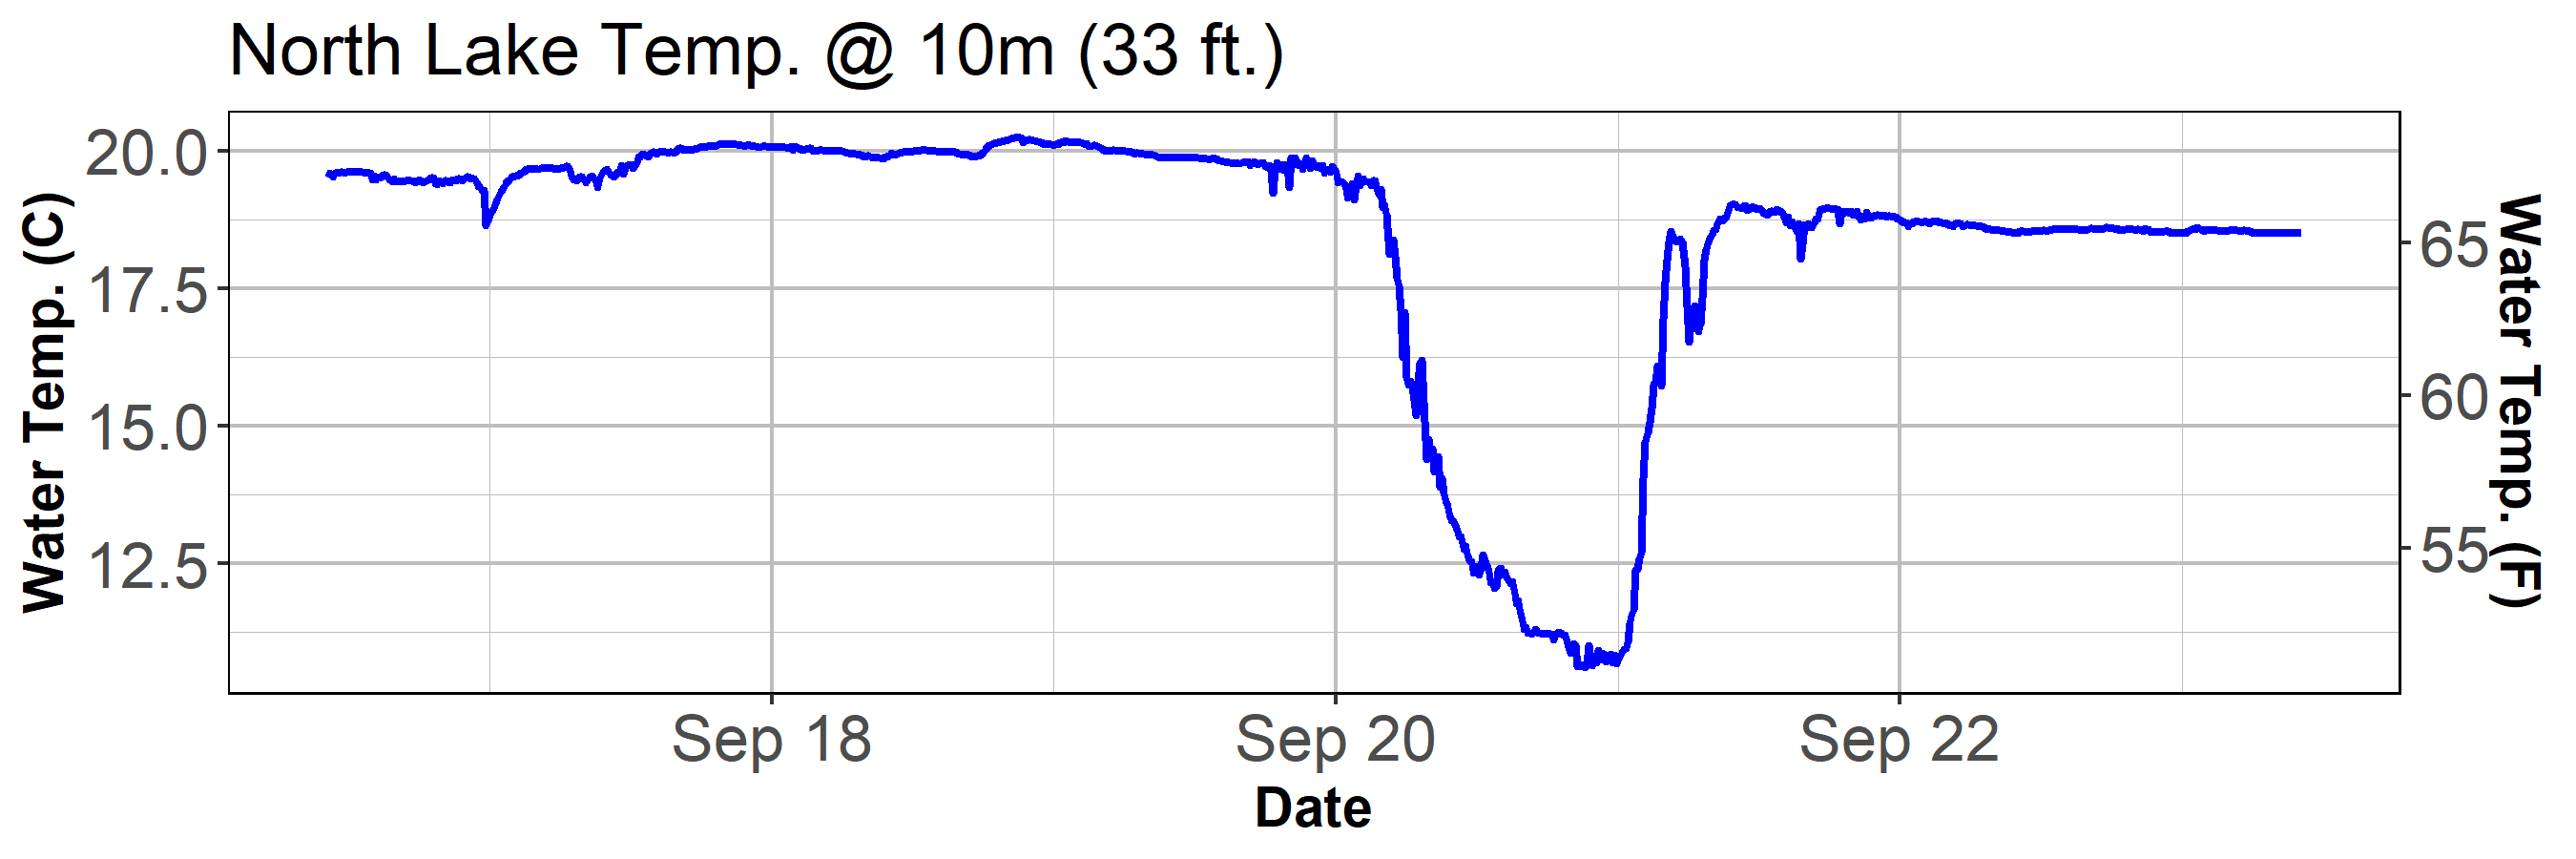 North Lake Temp. @ 10m (33 ft.)
Water Temp. (C)
20.0
17.5
15.0
12.5
65
60
55
Water Temp. (F)
Sep 18
Sep 20
Sep 22
Date